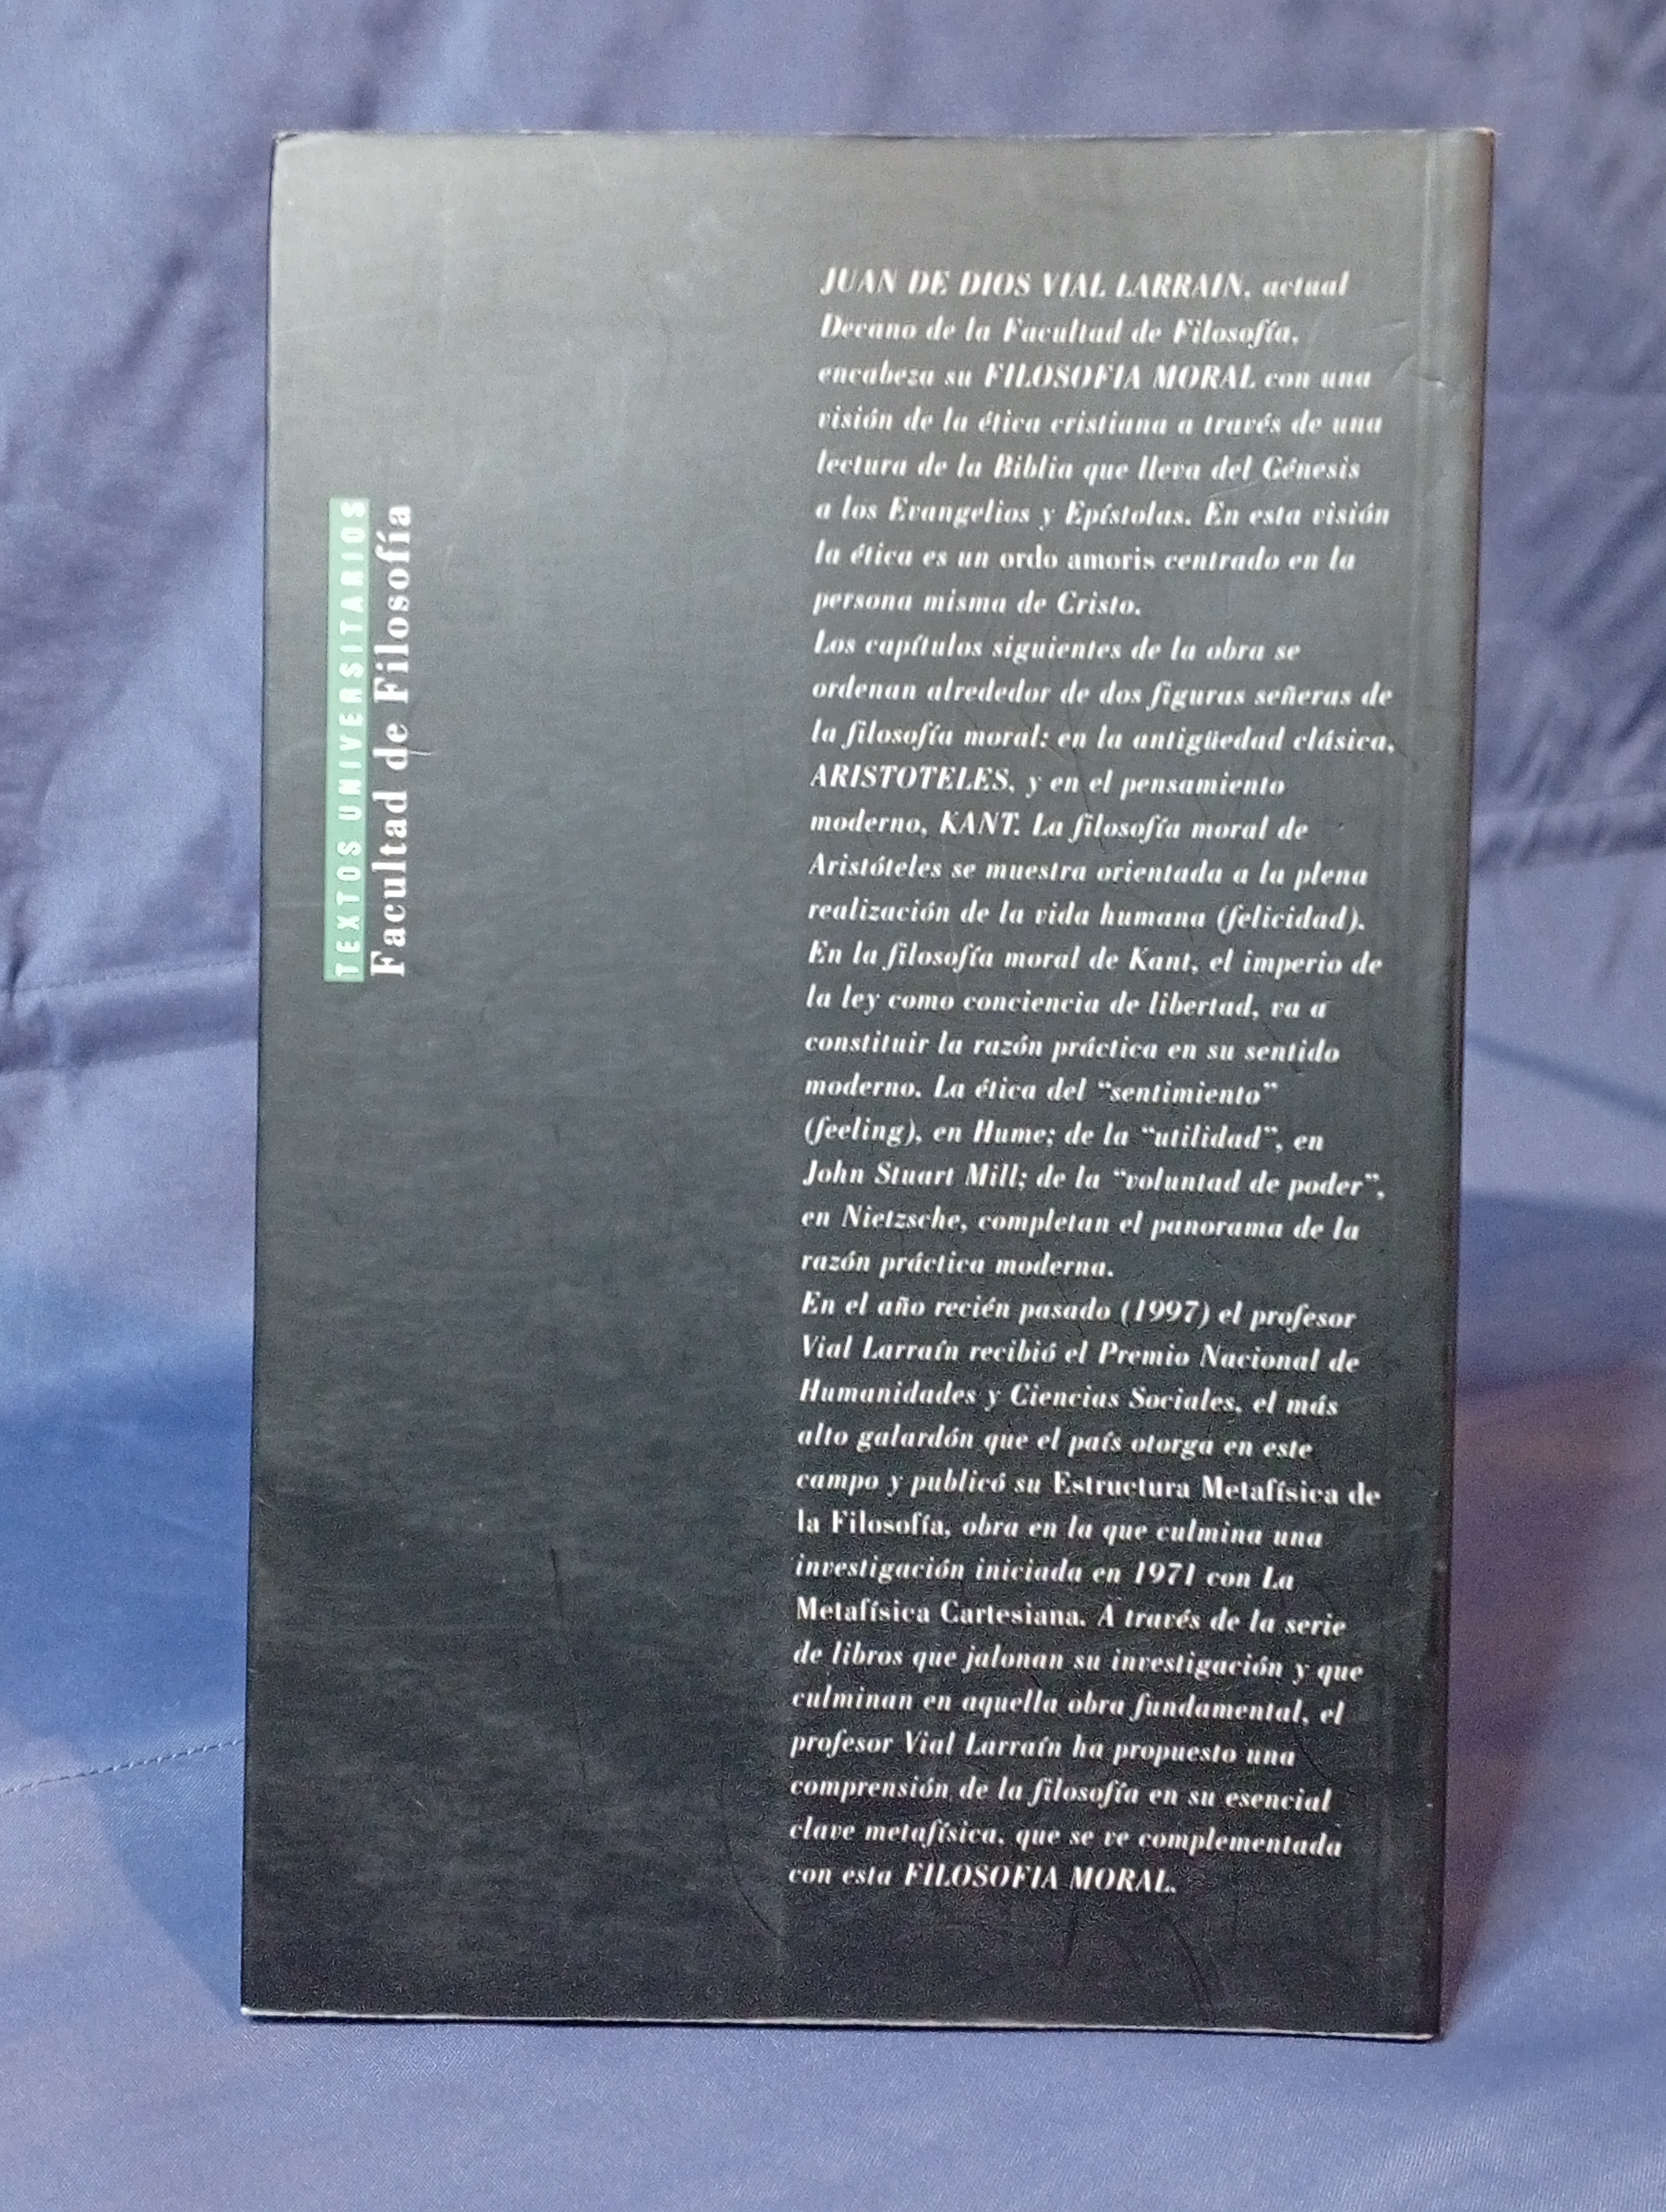 TEXTOS UNIVERSITARIOS
Facultad de Filosofía
JUAN DE DIOS VIAL LARRAIN, actual
Decano de la Facultad de Filosofía,
encabeza su FILOSOFIA MORAL con una
visión de la ética cristiana a través de una
lectura de la Biblia que lleva del Génesis
a los Evangelios y Epístolas. En esta visión
la ética es un ordo amoris centrado en la
persona misma de Cristo.
Los capítulos siguientes de la obra se
ordenan alrededor de dos figuras señeras de
la filosofía moral: en la antigüedad clásica,
ARISTOTELES, y en el pensamiento
moderno, KANT. La filosofía moral de
Aristóteles se muestra orientada a la plena
realización de la vida humana (felicidad).
En la filosofía moral de Kant, el imperio de
la ley como conciencia de libertad, va a
constituir la razón práctica en su sentido
moderno. La ética del “sentimiento”
(feeling), en Hume; de la “utilidad”, en
John Stuart Mill; de la “voluntad de poder”,
en Nietzsche, completan el panorama de la
razón práctica moderna.
En el año recién pasado (1997) el profesor
Vial Larraín recibió el Premio Nacional de
Humanidades y Ciencias Sociales, el más
alto galardón que el país otorga en este
campo y publicó su Estructura Metafísica de
la Filosofía, obra en la que culmina una
investigación iniciada en 1971 con La
Metafísica Cartesiana. A través de la serie
de libros que jalonan su investigación y que
culminan en aquella obra fundamental, el
profesor Vial Larraín ha propuesto una
comprensión de la filosofía en su esencial
clave metafísica, que se ve complementada
con esta FILOSOFIA MORAL.